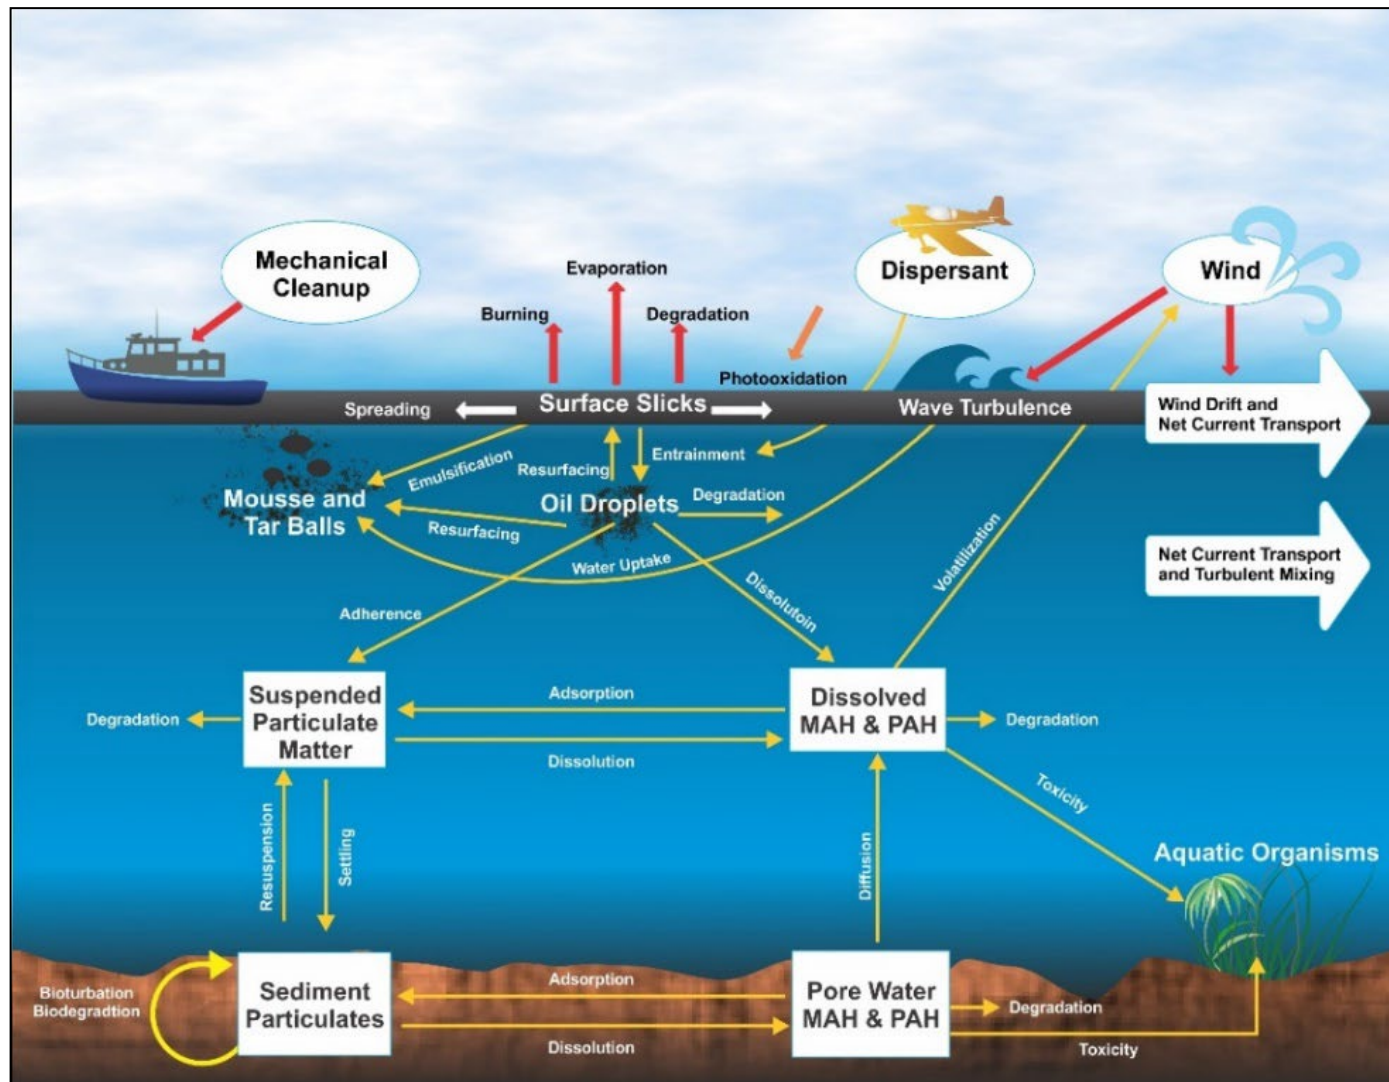 Mechanical
Cleanup
Evaporation
Burning
Degradation
Dispersant
Wind
Photooxidation
Spreading
Surface Slicks
Wave Turbulence
Wind Drift and
Net Current Transport
Emulsification
Resurfacing
Entrainment
Mousse and
Tar Balls
Oil Droplets
Degradation
Resurfacing
Water Uptake
Volatilization
Net Current Transport
and Turbulent Mixing
Adherence
Dissolutoin
Suspended
Particulate
Matter
Degradation
Adsorption
Dissolution
Dissolved
MAH & PAH
Degradation
Toxicity
Resuspension
Settling
Diffusion
Aquatic Organisms
Bioturbation
Biodegradtion
Sediment
Particulates
Adsorption
Dissolution
Pore Water
MAH & PAH
Degradation
Toxicity